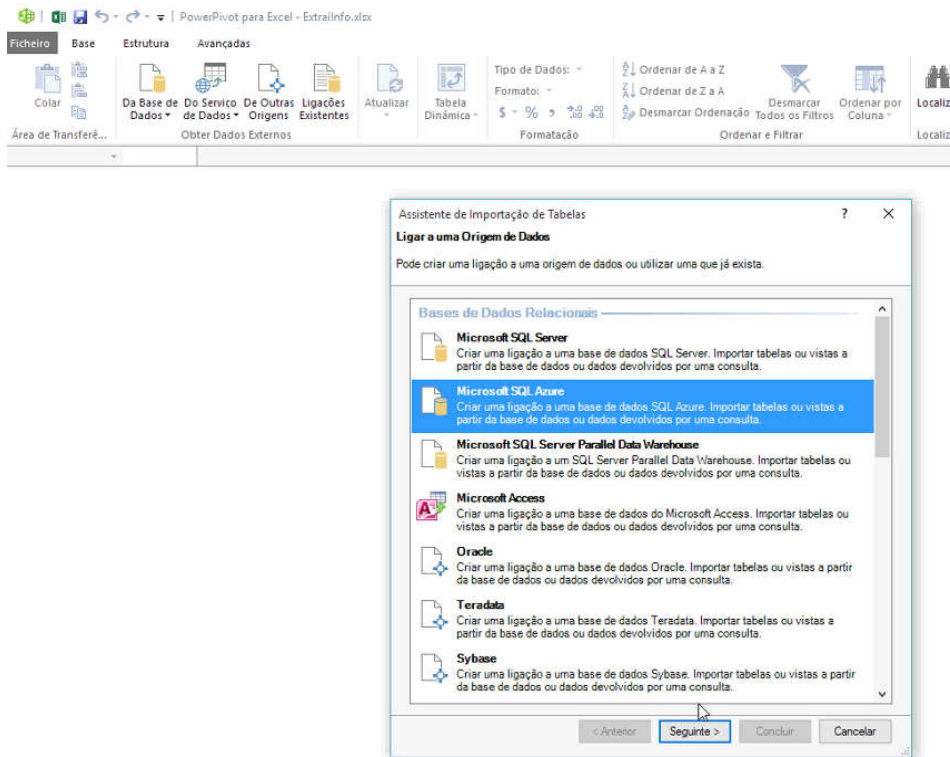 PowerPivot para Excel - ExtraiInfo.xlsx
Ficheiro Base Estrutura Avançadas
Colar
Área de Transferê...
Da Base de Dados
Do Serviço de Dados
De Outras Origens
Ligações Existentes
Obter Dados Externos
Atualizar
Tabela Dinâmica
Tipo de Dados:
Formato:
$ % ,
Formatação
Ordenar de A a Z
Ordenar de Z a A
Desmarcar Ordenação
Desmarcar Todos os Filtros
Ordenar por Coluna
Ordenar e Filtrar
Localiz
Localiz
Assistente de Importação de Tabelas ?
Ligar a uma Origem de Dados
Pode criar uma ligação a uma origem de dados ou utilizar uma que já exista.
Bases de Dados Relacionais
Microsoft SQL Server
Criar uma ligação a uma base de dados SQL Server. Importar tabelas ou vistas a
partir da base de dados ou dados devolvidos por uma consulta.
Microsoft SQL Azure
Criar uma ligação a uma base de dados SQL Azure. Importar tabelas ou vistas a
partir da base de dados ou dados devolvidos por uma consulta.
Microsoft SQL Server Parallel Data Warehouse
Criar uma ligação a um SQL Server Parallel Data Warehouse. Importar tabelas ou
vistas a partir da base de dados ou dados devolvidos por uma consulta.
Microsoft Access
Criar uma ligação a uma base de dados do Microsoft Access. Importar tabelas ou
vistas a partir da base de dados ou dados devolvidos por uma consulta.
Oracle
Criar uma ligação a uma base de dados Oracle. Importar tabelas ou vistas a partir
da base de dados ou dados devolvidos por uma consulta.
Teradata
Criar uma ligação a uma base de dados Teradata. Importar tabelas ou vistas a
partir da base de dados ou dados devolvidos por uma consulta.
Sybase
Criar uma ligação a uma base de dados Sybase. Importar tabelas ou vistas a partir
da base de dados ou dados devolvidos por uma consulta.
< Anterior Seguinte > Concluir Cancelar